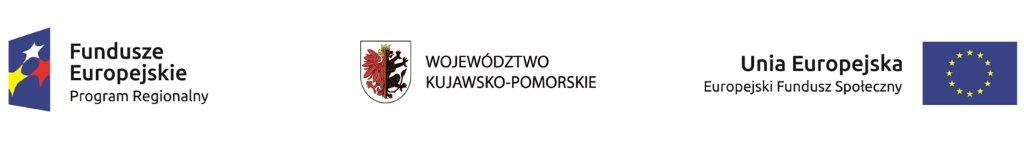 Fundusze
Europejskie
Program Regionalny
WOJEWÓDZTWO
KUJAWSKO-POMORSKIE
Unia Europejska
Europejski Fundusz Społeczny